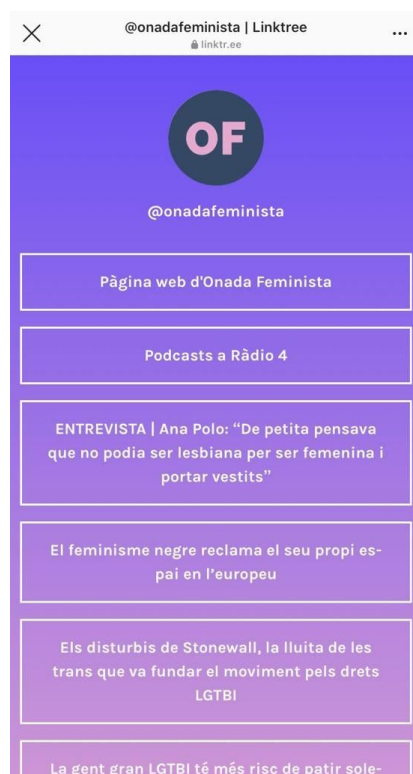 @onadafeminista | Linktree
linktr.ee
OF
@onadafeminista
Pàgina web d'Onada Feminista
Podcasts a Ràdio 4
ENTREVISTA | Ana Polo: “De petita pensava
que no podia ser lesbiana per ser femenina i
portar vestits”
El feminisme negre reclama el seu propi es-
pai en l’europeu
Els disturbis de Stonewall, la lluita de les
trans que va fundar el moviment pels drets
LGTBI
La gent gran LGTBI té més risc de patir sole-